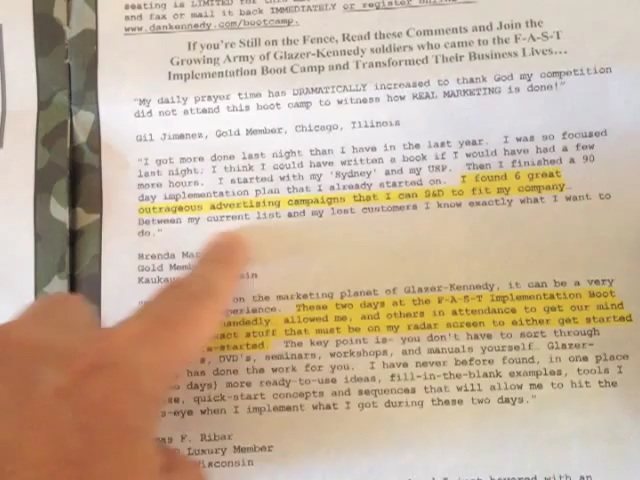 seating is LIMITED
and fax or mail it back IMMEDIATELY or register
www.dankennedy.com/bootcamp.
If you're Still on the Fence, Read these Comments and Join the
Growing Army of Glazer-Kennedy soldiers who came to the F-A-S-T
Implementation Boot Camp and Transformed Their Business Lives...
"My daily prayer time has DRAMATICALLY increased to thank God my competition
did not attend this boot camp to witness how REAL MARKETING is done!"
Gil Jimenez, Gold Member, Chicago, Illinois
"I got more done last night than I have in the last year. I was so focused
last night; I think I could have written a book if I would have had a few
more hours. I started with my 'Sydney' and my USP. Then I finished a 90
day implementation plan that I already started on. I found 6 great
outrageous advertising campaigns that I can S&D to fit my company.
Between my current list and my lost customers I know exactly what I want to
do."
Brenda
Gold
on the marketing planet of Glazer-Kennedy, it can be a very
These two days at the F-A-S-T Implementation Boot
allowed me, and others in attendance to get our mind
stuff that must be on my radar screen to either get started
The key point is- you don't have to sort through
DVD's, seminars, workshops, and manuals yourself. Glazer-
has done the work for you. I have never before found, in one place
days) more ready-to-use ideas, fill-in-the-blank examples, tools I
quick-start concepts and sequences that will allow me to hit the
when I implement what I got during these two days."
F. Ribar
Luxury Member
Wisconsin